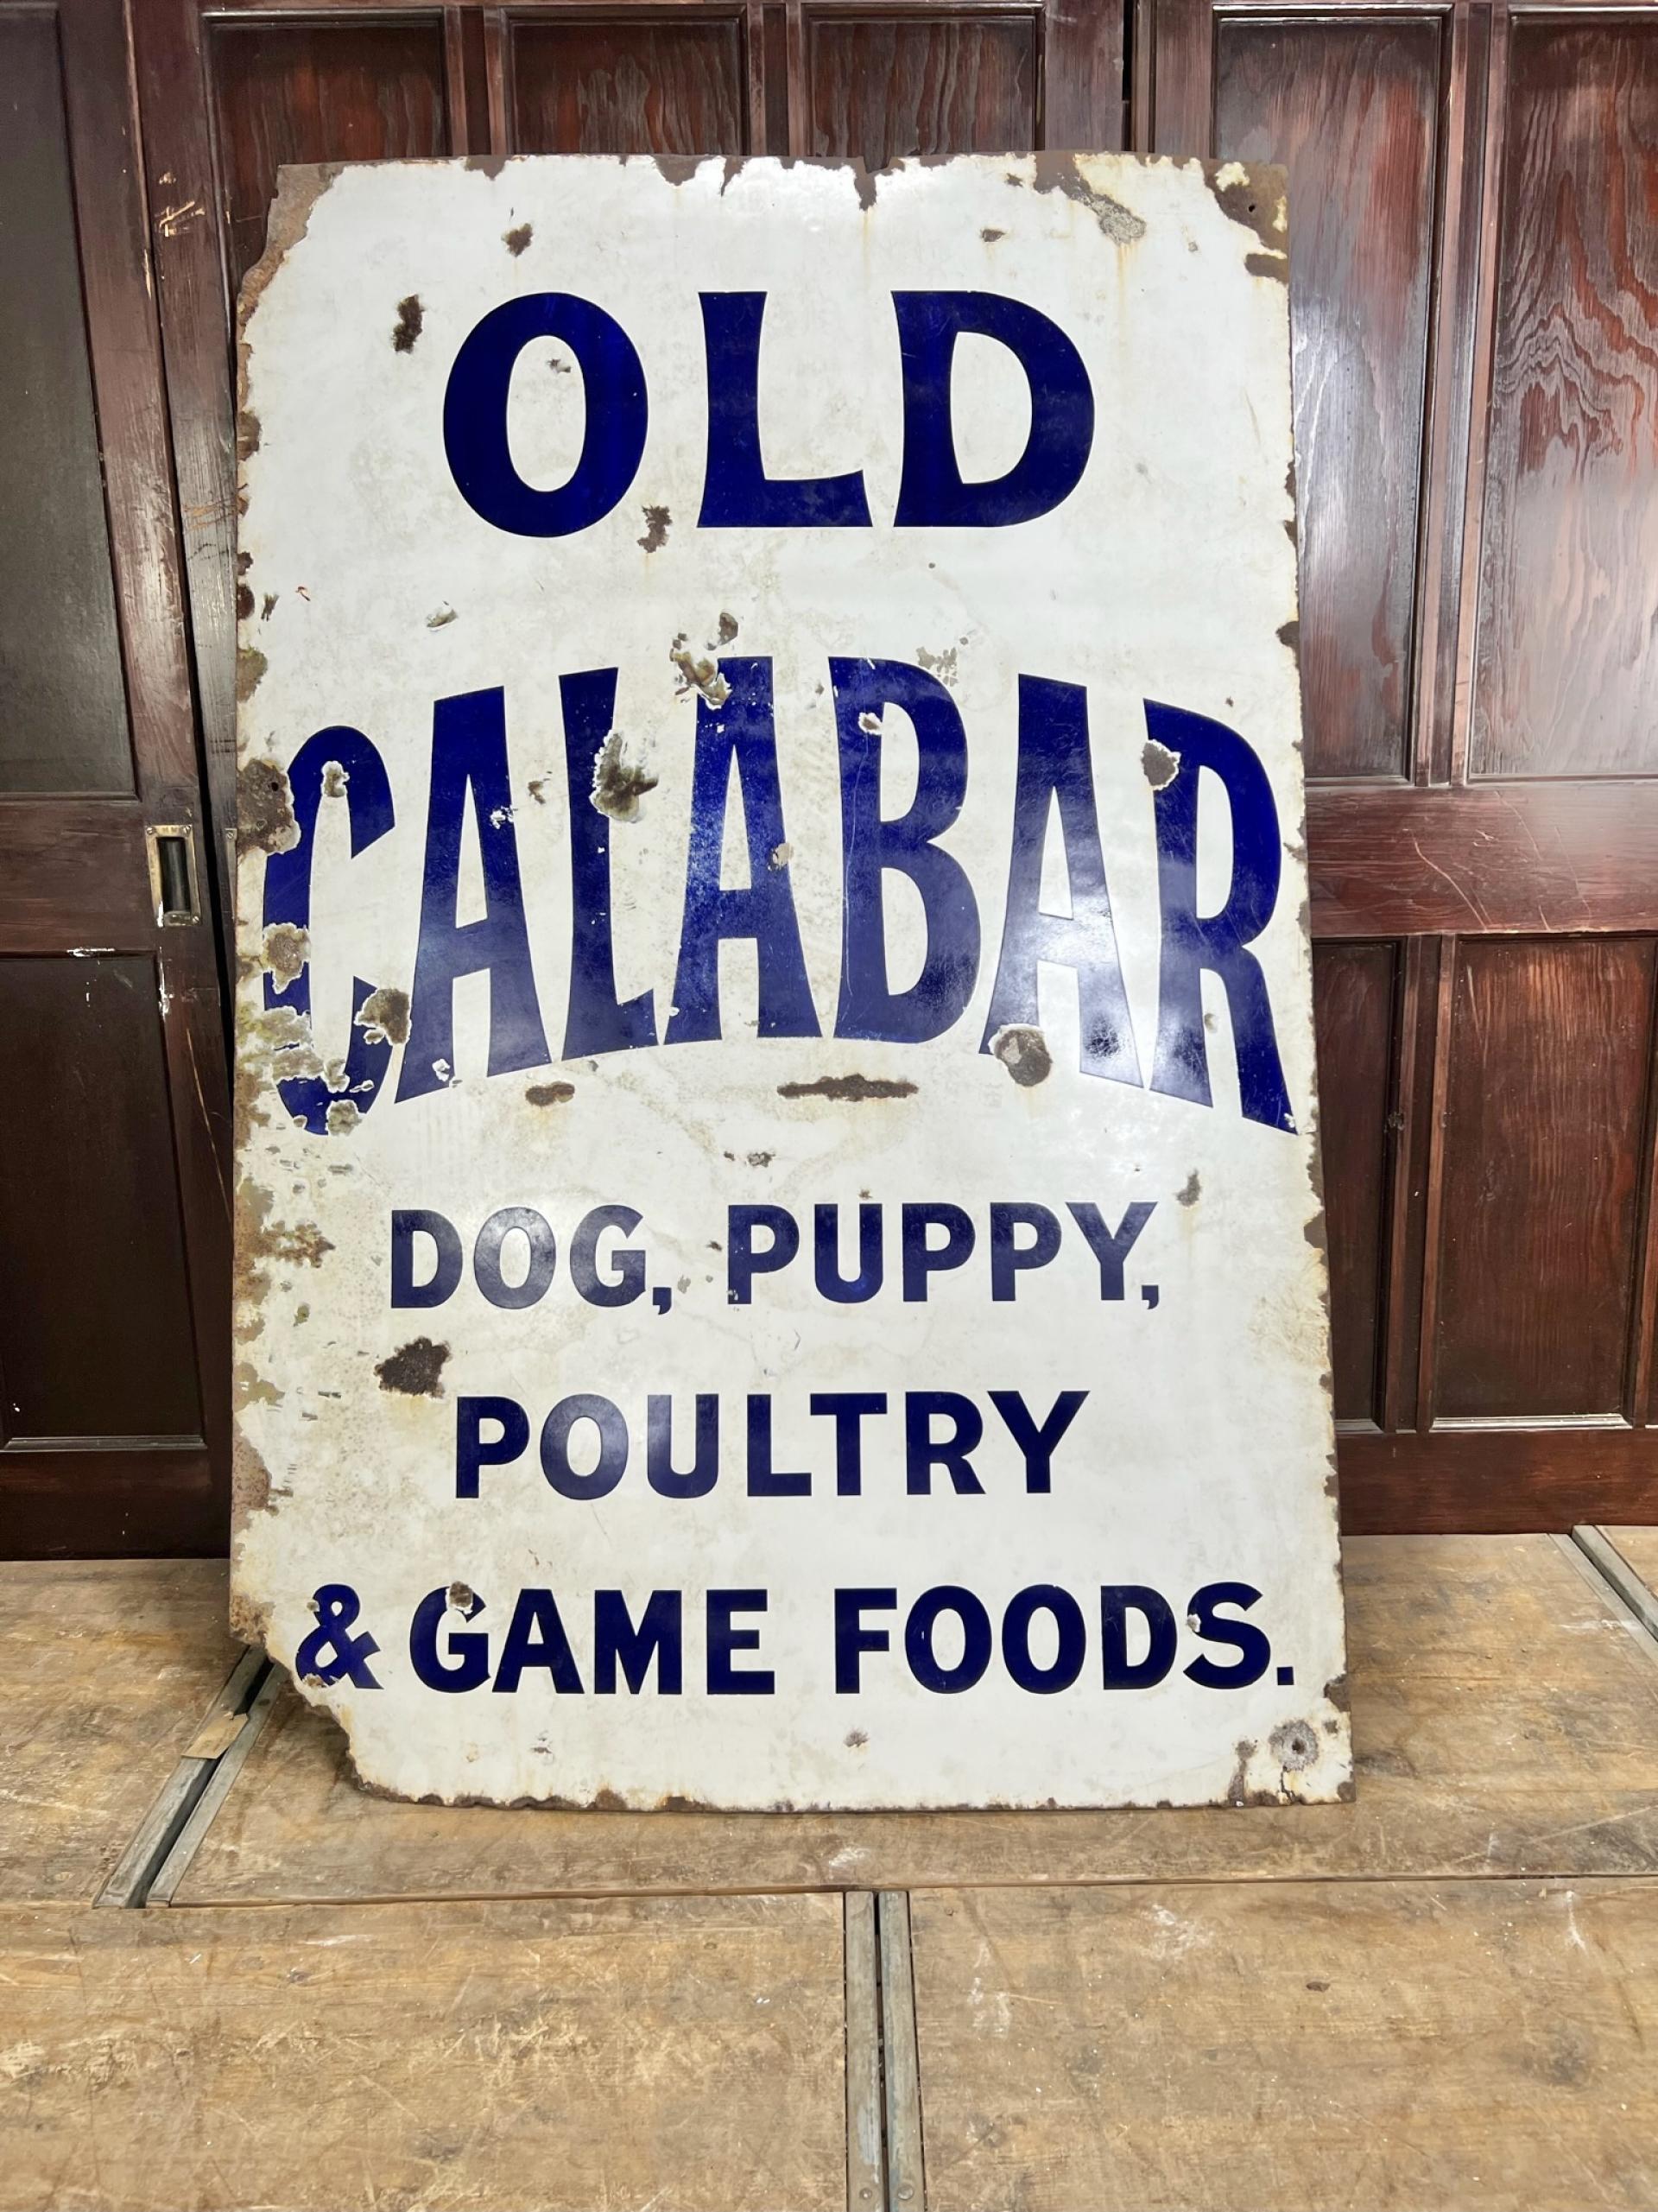 OLD
CALABAR
DOG, PUPPY,
POULTRY
& GAME FOODS.